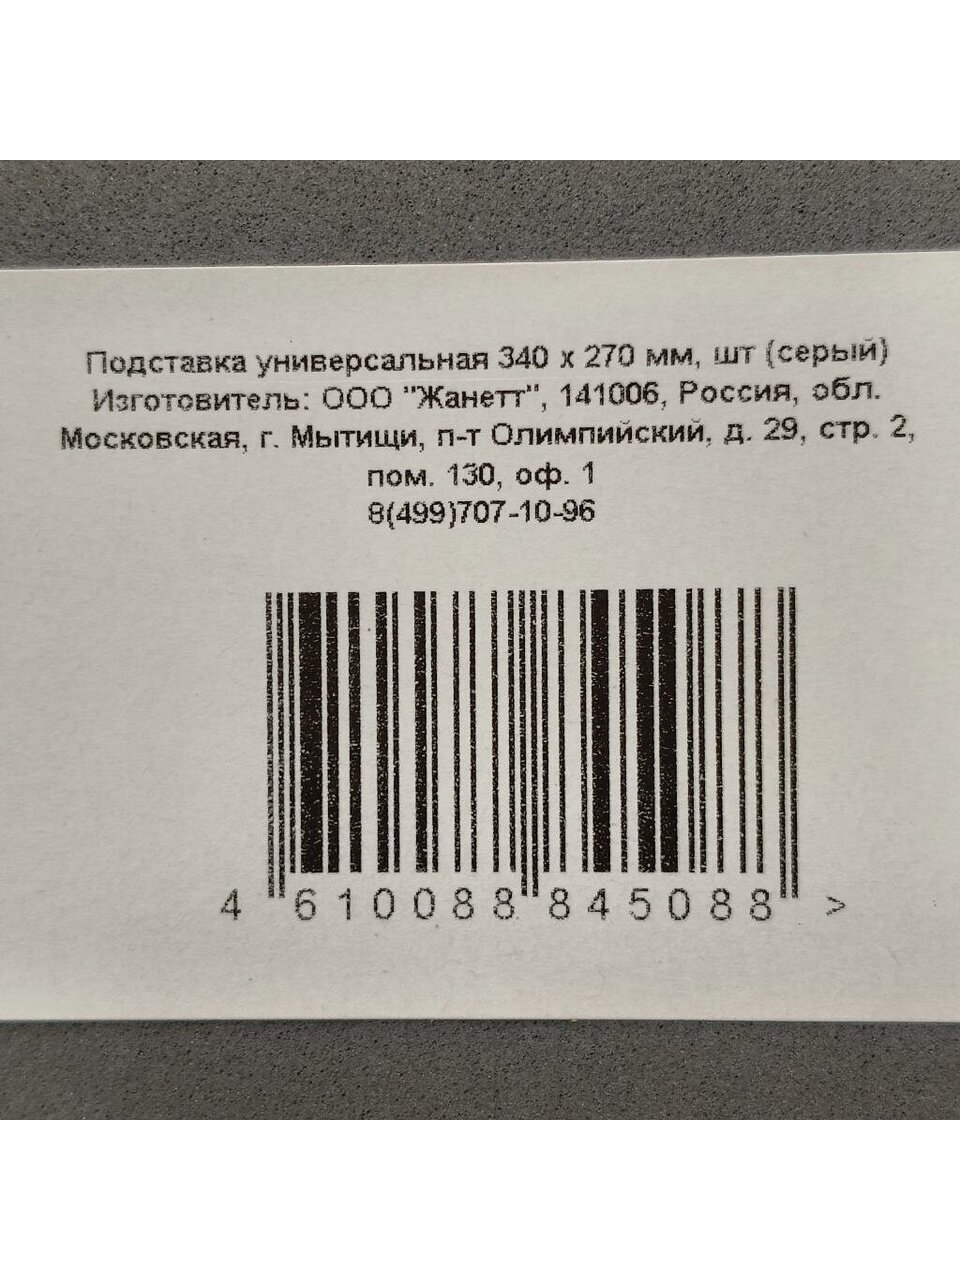 Подставка универсальная 340 х 270 мм, шт (серый)
Изготовитель: ООО "Жанетт", 141006, Россия, обл.
Московская, г. Мытищи, п-т Олимпийский, д. 29, стр. 2,
пом. 130, оф. 1
8(499)707-10-96
4 610088 845088 >